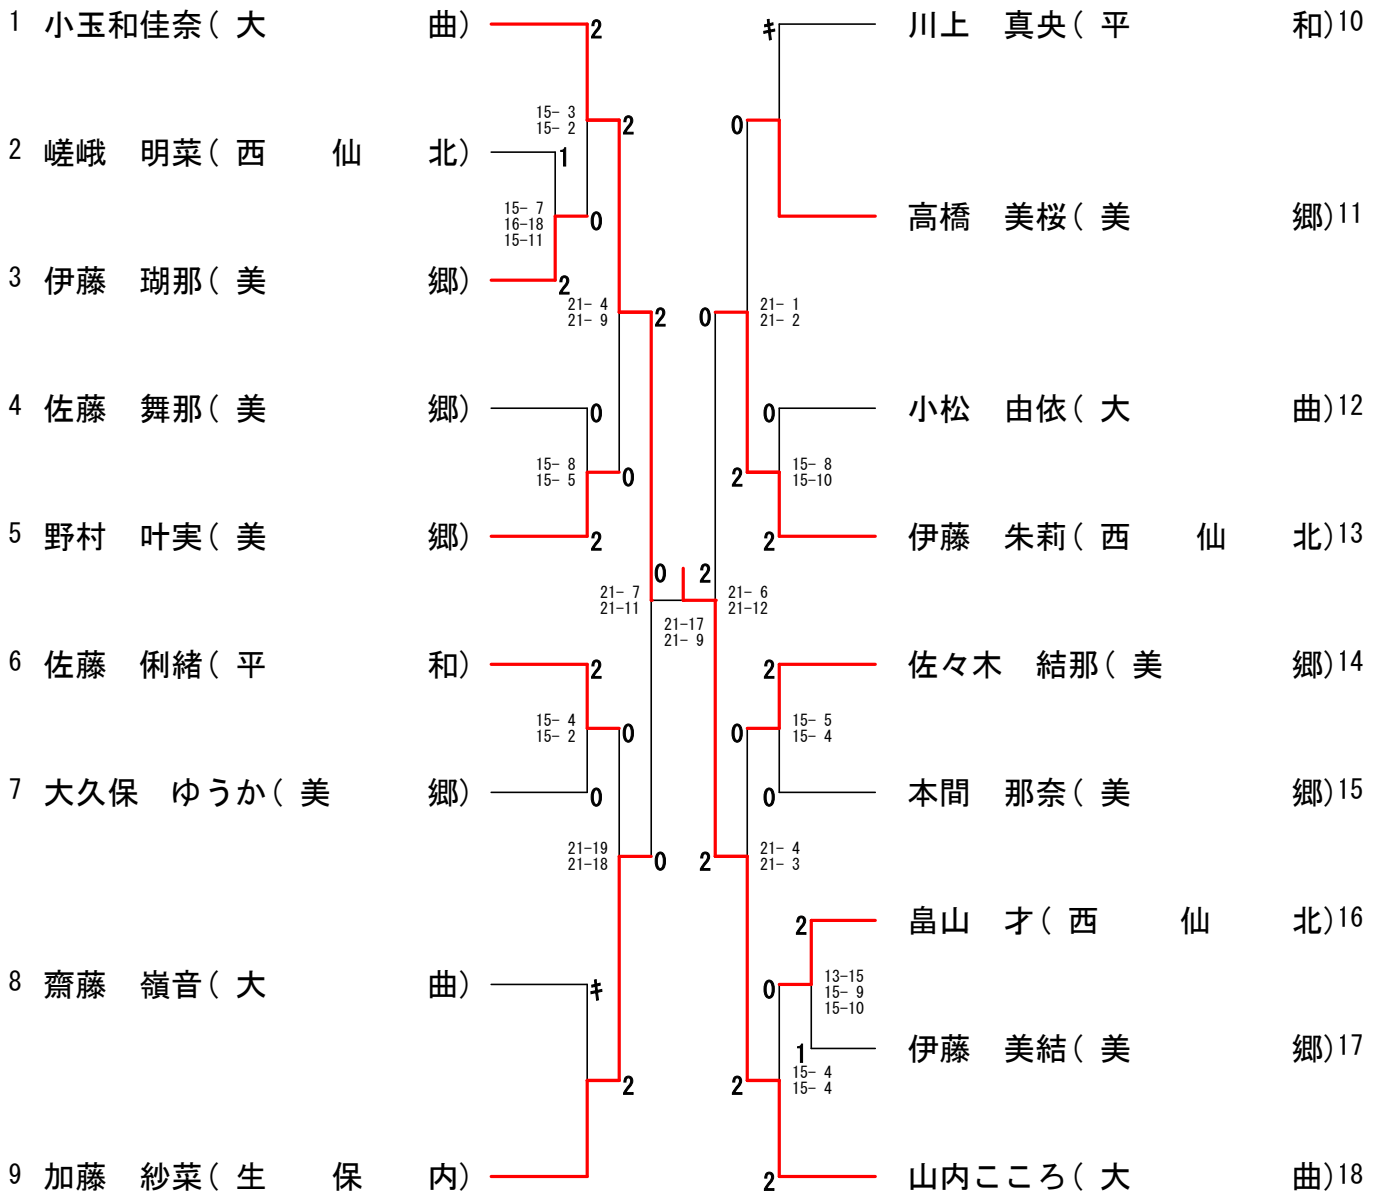 1 小玉和佳奈(大 曲) 2
キ 川上 真央(平 和)10
15- 3
15- 2
2
0
2 嵯峨 明菜(西 仙 北) 1
15- 7
16-18
15-11
0
高橋 美桜(美 郷)11
3 伊藤 瑚那(美 郷) 2
21- 4
21- 9
2
0
21- 1
21- 2
4 佐藤 舞那(美 郷) 0
0 小松 由依(大 曲)12
15- 8
15- 5
0
2
15- 8
15-10
5 野村 叶実(美 郷) 2
2 伊藤 朱莉(西 仙 北)13
0 2
21- 7
21-11
21- 6
21-12
21-17
21- 9
6 佐藤 俐緒(平 和) 2
2 佐々木 結那(美 郷)14
15- 4
15- 2
0
0
15- 5
15- 4
7 大久保 ゆうか(美 郷) 0
0 本間 那奈(美 郷)15
21-19
21-18
0
2
21- 4
21- 3
2 畠山 才(西 仙 北)16
8 齋藤 嶺音(大 曲) キ
0
13-15
15- 9
15-10
1 伊藤 美結(美 郷)17
15- 4
15- 4
2
2
9 加藤 紗菜(生 保 内)
2 山内こころ(大 曲)18